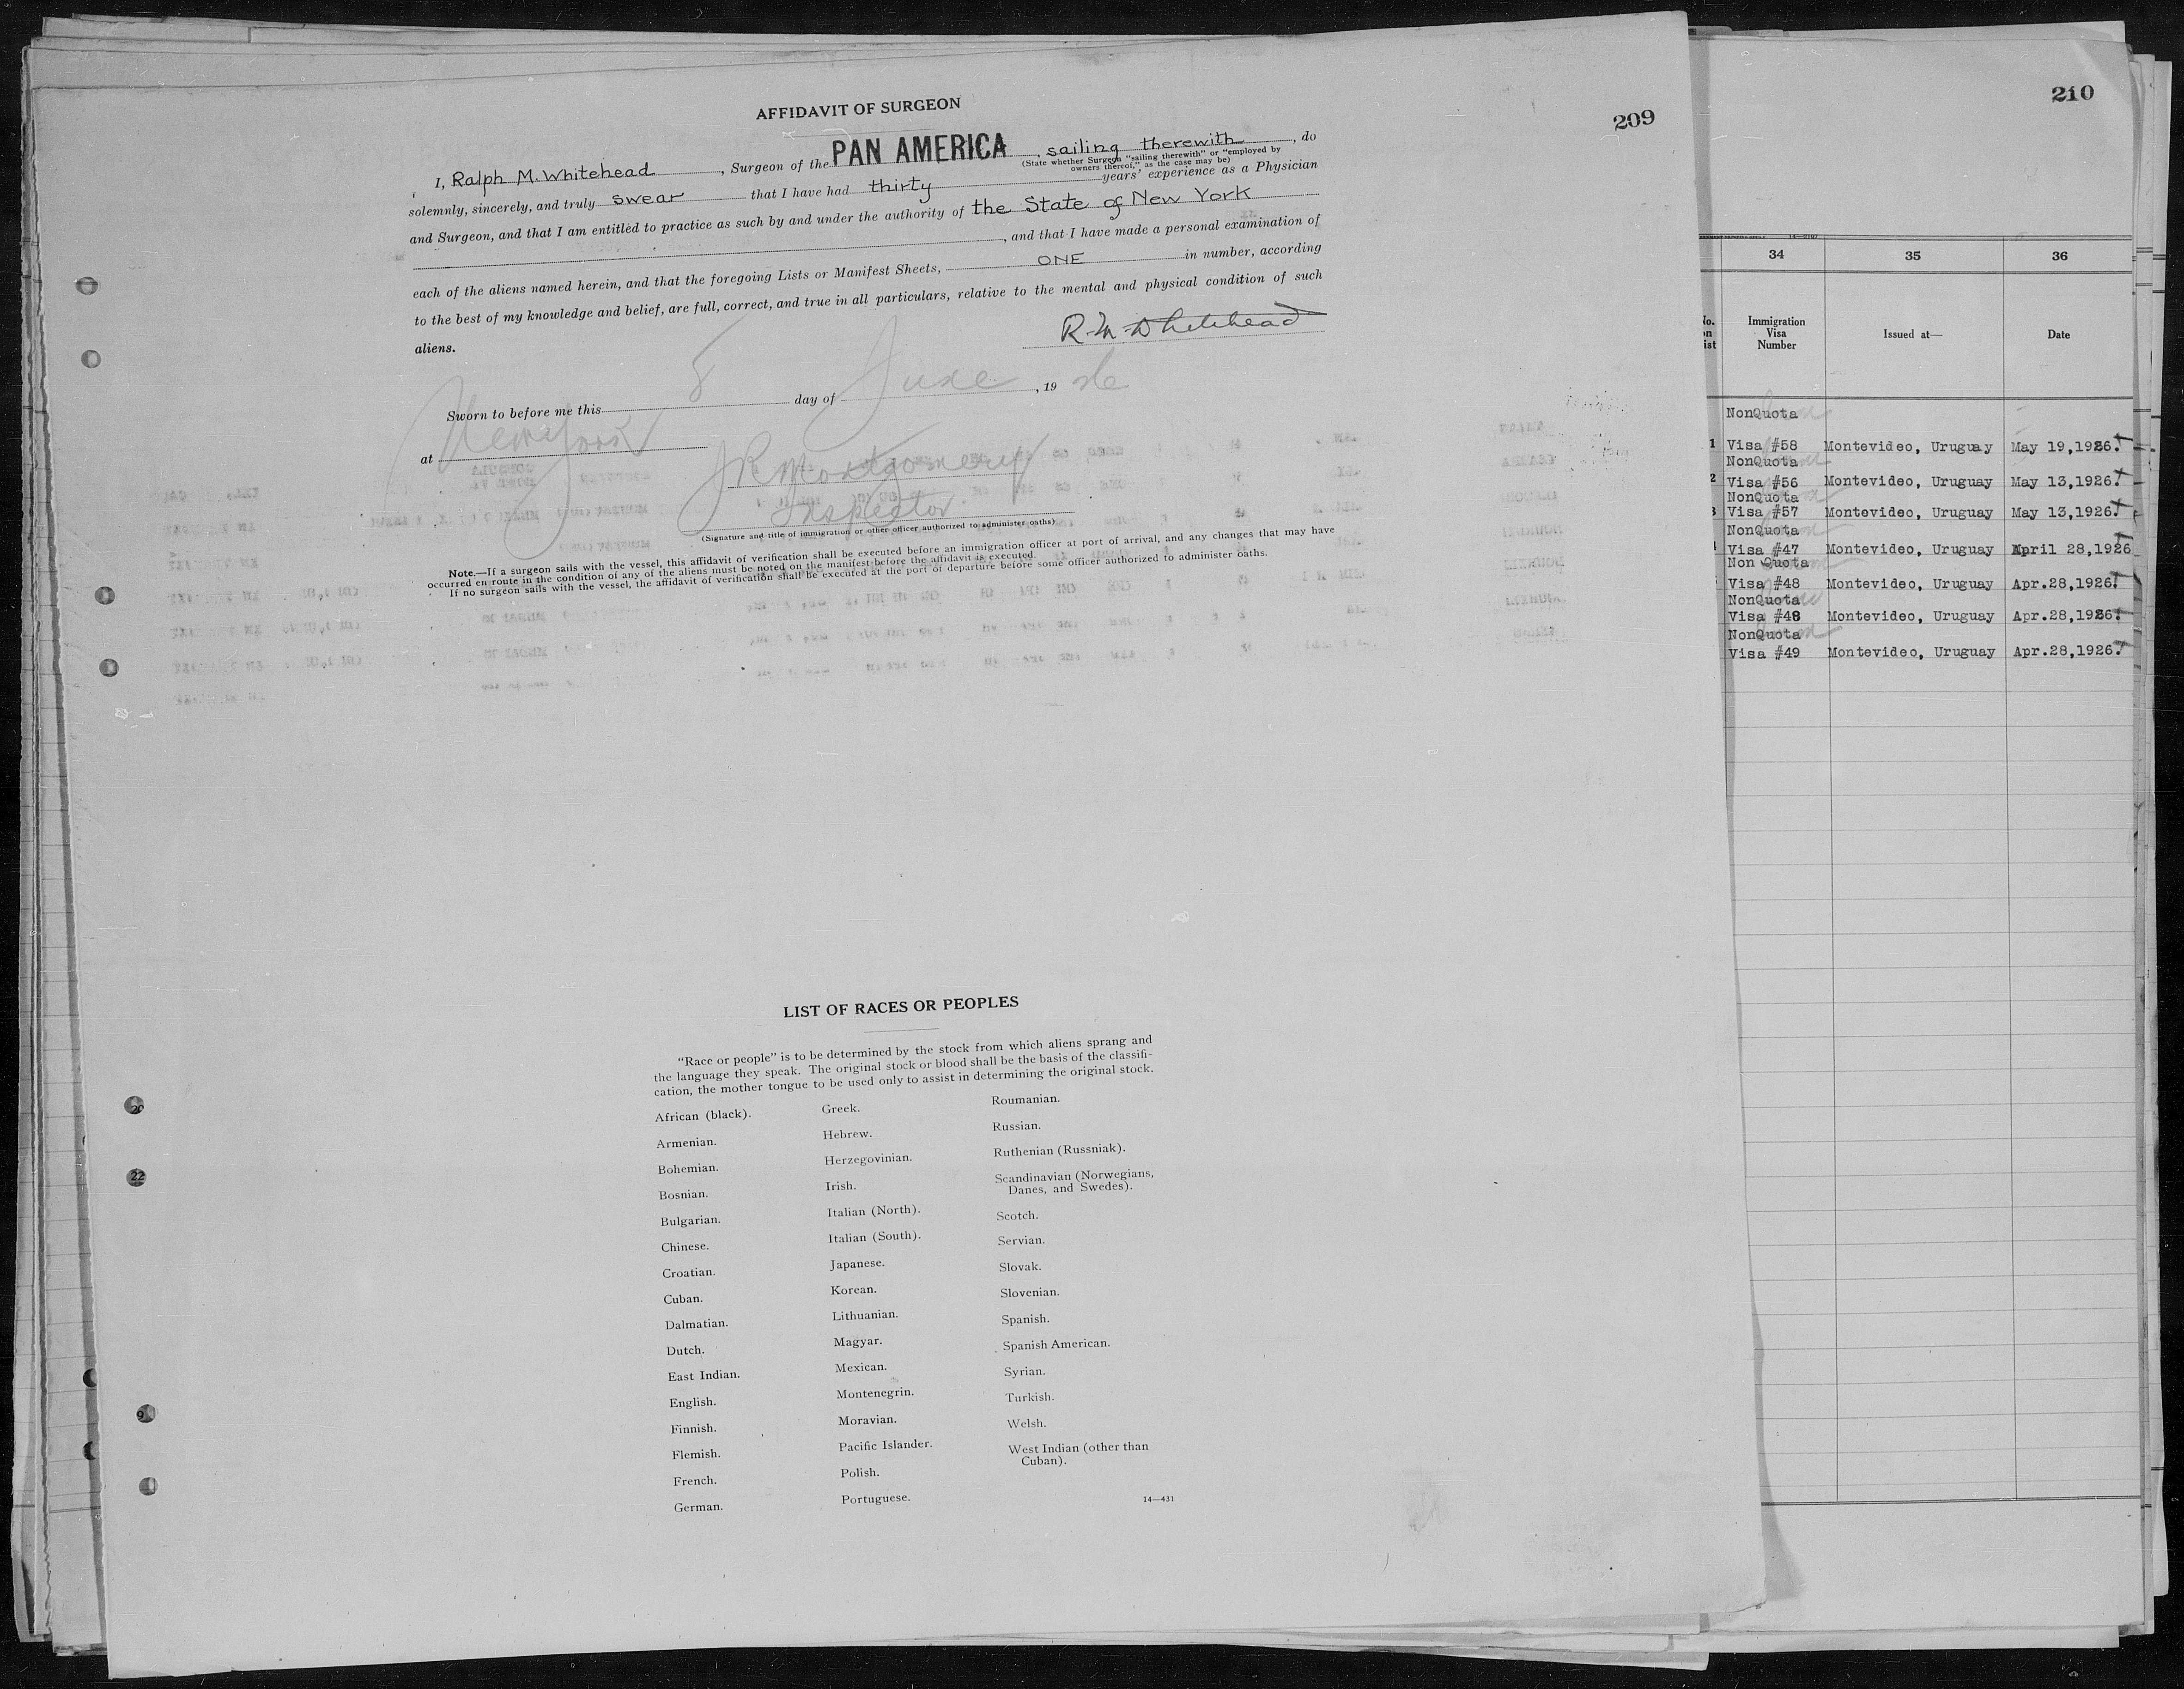 AFFIDAVIT OF SURGEON
209
I, Ralph M. Whitehead, Surgeon of the PAN AMERICA, sailing therewith, do
(State whether Surgeon "sailing therewith" or "employed by
owners thereof," as the case may be)
solemnly, sincerely, and truly swear that I have had thirty years' experience as a Physician
and Surgeon, and that I am entitled to practice as such by and under the authority of the State of New York
, and that I have made a personal examination of
each of the aliens named herein, and that the foregoing Lists or Manifest Sheets, ONE in number, according
to the best of my knowledge and belief, are full, correct, and true in all particulars, relative to the mental and physical condition of such
aliens.
R. M. Whitehead
Sworn to before me this 8 day of June, 19
at New York
Montgomery
Inspector
(Signature and title of immigration or other officer authorized to administer oaths)
Note.—If a surgeon sails with the vessel, this affidavit of verification shall be executed before an immigration officer at port of arrival, and any changes that may have
occurred en route in the condition of any of the aliens must be noted on the manifest before the affidavit is executed.
If no surgeon sails with the vessel, the affidavit of verification shall be executed at the port of departure before some officer authorized to administer oaths.
LIST OF RACES OR PEOPLES
"Race or people" is to be determined by the stock from which aliens sprang and
the language they speak. The original stock or blood shall be the basis of the classifi-
cation, the mother tongue to be used only to assist in determining the original stock.
African (black).
Armenian.
Bohemian.
Bosnian.
Bulgarian.
Chinese.
Croatian.
Cuban.
Dalmatian.
Dutch.
East Indian.
English.
Finnish.
Flemish.
French.
German.
Greek.
Hebrew.
Herzegovinian.
Irish.
Italian (North).
Italian (South).
Japanese.
Korean.
Lithuanian.
Magyar.
Mexican.
Montenegrin.
Moravian.
Pacific Islander.
Polish.
Portuguese.
Roumanian.
Russian.
Ruthenian (Russniak).
Scandinavian (Norwegians,
Danes, and Swedes).
Scotch.
Servian.
Slovak.
Slovenian.
Spanish.
Spanish American.
Syrian.
Turkish.
Welsh.
West Indian (other than
Cuban).
14—431
210
34 35 36
Immigration
Visa
Number
Issued at—
Date
NonQuota
1 Visa #58 Montevideo, Uruguay May 19,1926.
NonQuota
2 Visa #56 Montevideo, Uruguay May 13,1926.
NonQuota
3 Visa #57 Montevideo, Uruguay May 13,1926.
NonQuota
Visa #47 Montevideo, Uruguay April 28,1926
Non Quota
Visa #48 Montevideo, Uruguay Apr.28,1926.
NonQuota
Visa #48 Montevideo, Uruguay Apr.28,1926.
NonQuota
Visa #49 Montevideo, Uruguay Apr.28,1926.
20
22
9